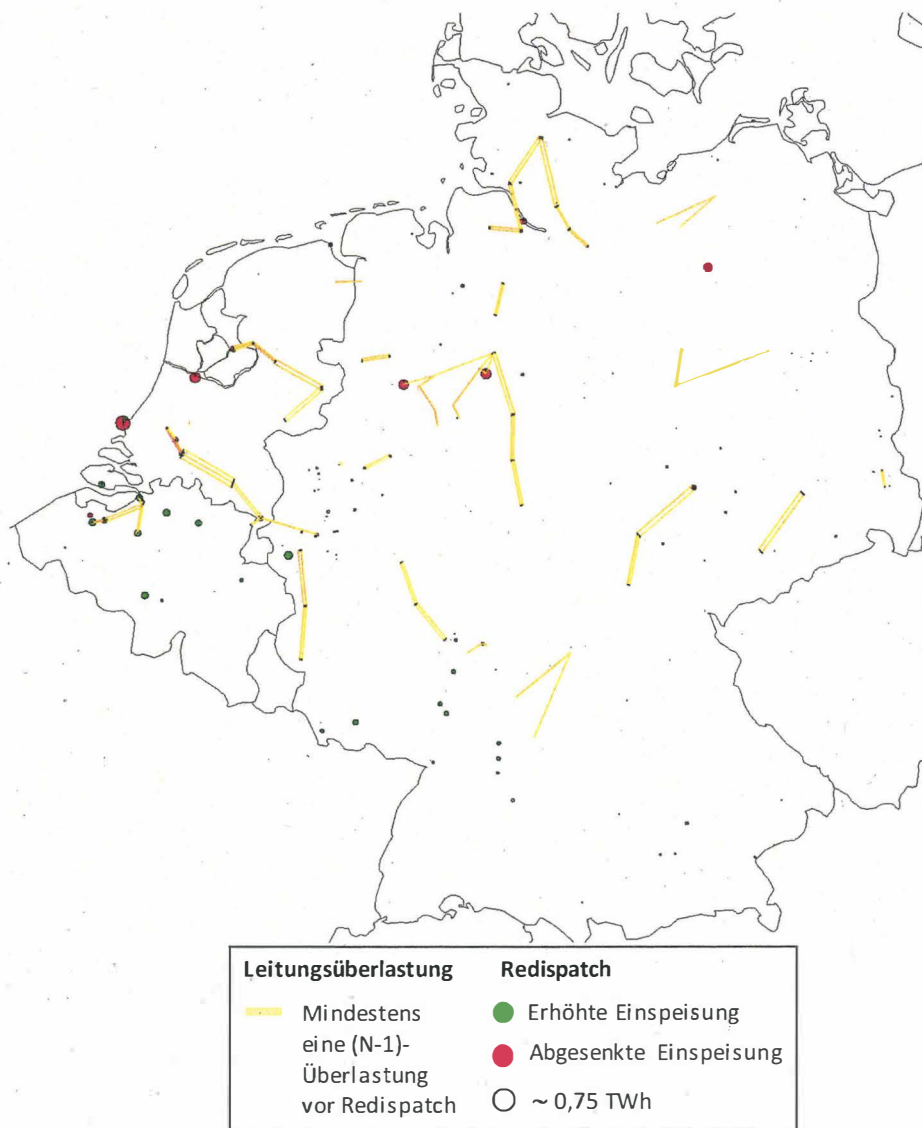 Leitungsüberlastung
Mindestens
eine (N-1)-
Überlastung
vor Redispatch
Redispatch
Erhöhte Einspeisung
Abgesenkte Einspeisung
~ 0,75 TWh